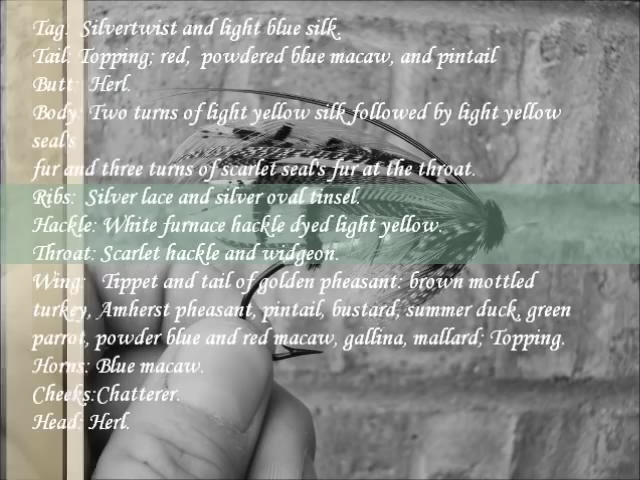 Tag: Silvertwist and light blue silk.
Tail: Topping; red, powdered blue macaw, and pintail
Butt: Herl.
Body: Two turns of light yellow silk followed by light yellow
seal's
fur and three turns of scarlet seal's fur at the throat.
Ribs: Silver lace and silver oval tinsel.
Hackle: White furnace hackle dyed light yellow.
Throat: Scarlet hackle and widgeon.
Wing: Tippet and tail of golden pheasant: brown mottled
turkey, Amherst pheasant, pintail, bustard, summer duck, green
parrot, powder blue and red macaw, gallina, mallard; Topping.
Horns: Blue macaw.
Cheeks:Chatterer.
Head: Herl.